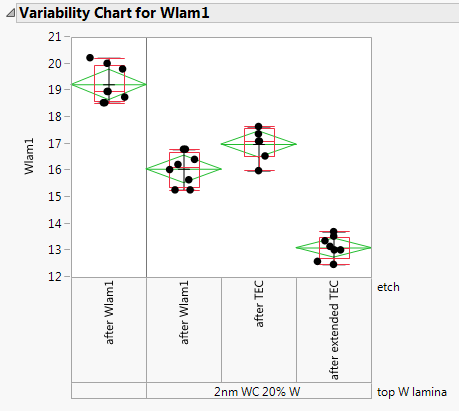 Variability Chart for Wlam1
21
20
19
18
17
16
15
14
13
12
Wlam1
after Wlam1
after Wlam1
after TEC
after extended TEC
etch
2nm WC 20% W
top W lamina